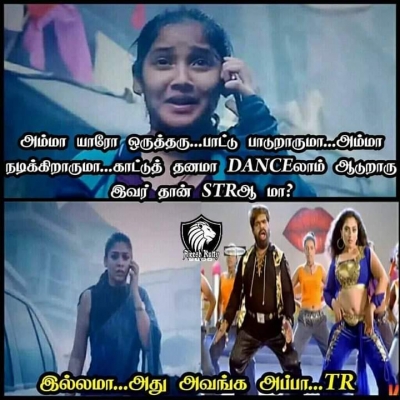 அம்மா யாரோ ஒருத்தரு...பாட்டு பாடுறாருமா...அம்மா
நடிக்கிறாருமா...காட்டுத் தனமா DANCEலாம் ஆடுறாரு
இவர் தான் STRஆ மா?
இல்லமா...அது அவங்க அப்பா...TR